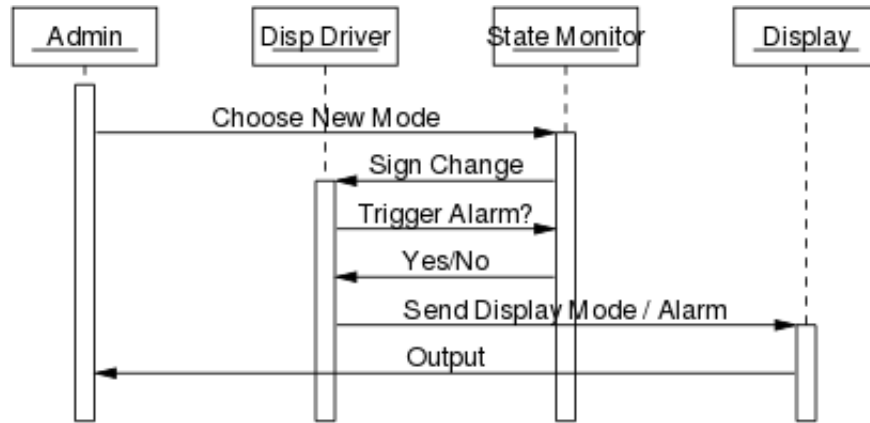 Admin
Disp Driver
State Monitor
Display
Choose New Mode
Sign Change
Trigger Alarm?
Yes/No
Send Display Mode / Alarm
Output